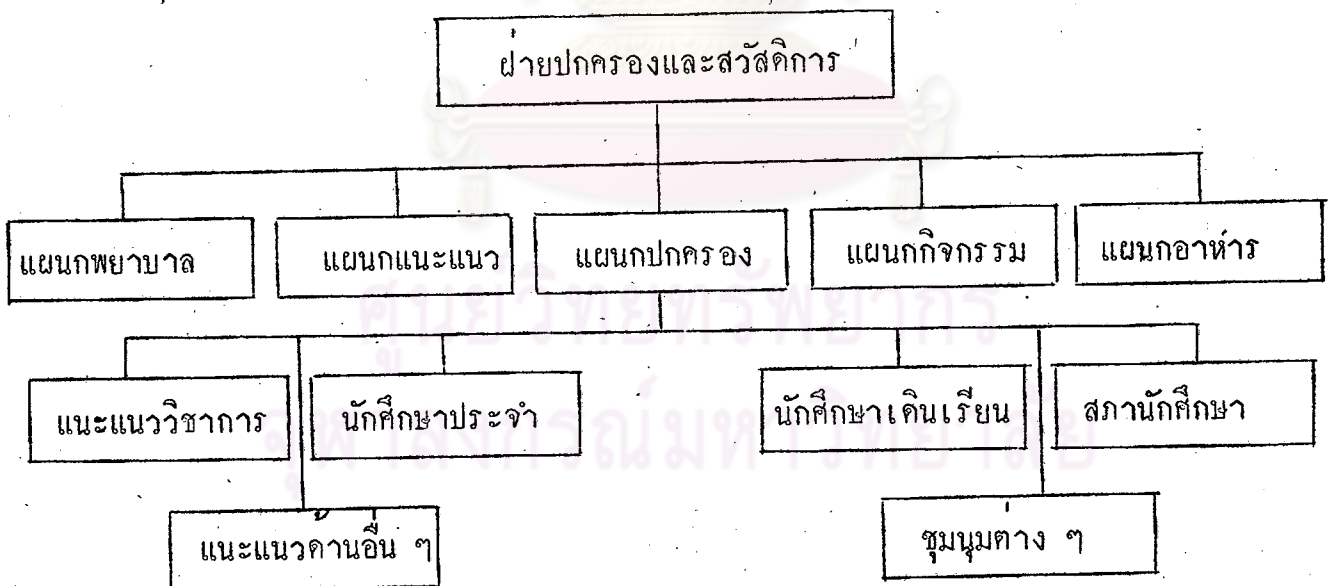 ฝ่ายปกครองและสวัสดิการ
แผนกพยาบาล
แผนกแนะแนว
แผนกปกครอง
แผนกกิจกรรม
แผนกอาหาร
ศูนย์วิทยทรัพยากร
แนะแนววิชาการ
นักศึกษาประจำ
นักศึกษาเดินเรียน
สภานักศึกษา
จุฬาลงกรณ์มหาวิทยาลัย
แนะแนวด้านอื่น ๆ
ชุมนุมต่าง ๆ